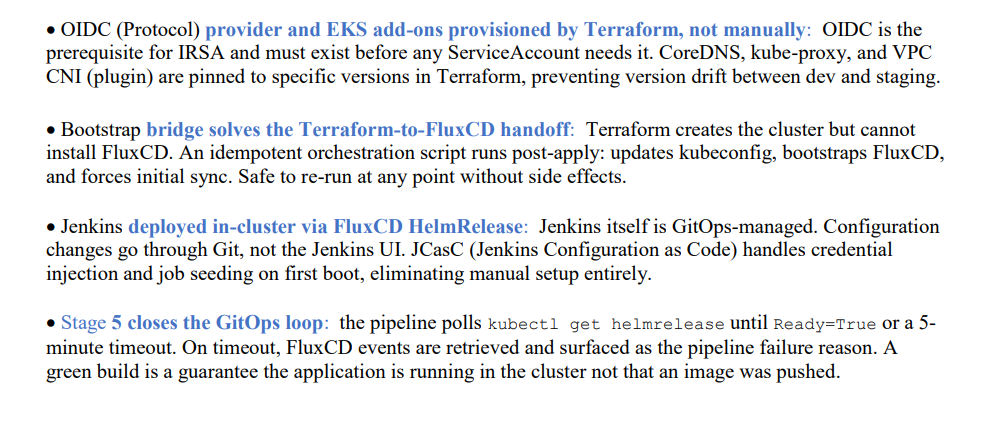 • OIDC (Protocol) provider and EKS add-ons provisioned by Terraform, not manually: OIDC is the
prerequisite for IRSA and must exist before any ServiceAccount needs it. CoreDNS, kube-proxy, and VPC
CNI (plugin) are pinned to specific versions in Terraform, preventing version drift between dev and staging.
• Bootstrap bridge solves the Terraform-to-FluxCD handoff: Terraform creates the cluster but cannot
install FluxCD. An idempotent orchestration script runs post-apply: updates kubeconfig, bootstraps FluxCD,
and forces initial sync. Safe to re-run at any point without side effects.
• Jenkins deployed in-cluster via FluxCD HelmRelease: Jenkins itself is GitOps-managed. Configuration
changes go through Git, not the Jenkins UI. JCasC (Jenkins Configuration as Code) handles credential
injection and job seeding on first boot, eliminating manual setup entirely.
• Stage 5 closes the GitOps loop: the pipeline polls kubectl get helmrelease until Ready=True or a 5-
minute timeout. On timeout, FluxCD events are retrieved and surfaced as the pipeline failure reason. A
green build is a guarantee the application is running in the cluster not that an image was pushed.